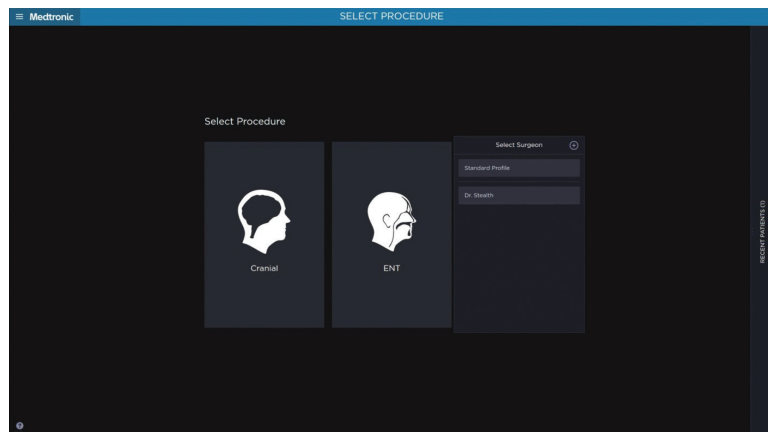 Medtronic
SELECT PROCEDURE
Select Procedure
Cranial
ENT
Select Surgeon
Standard Profile
Dr. Stealth
RECENT PATIENTS (1)
?